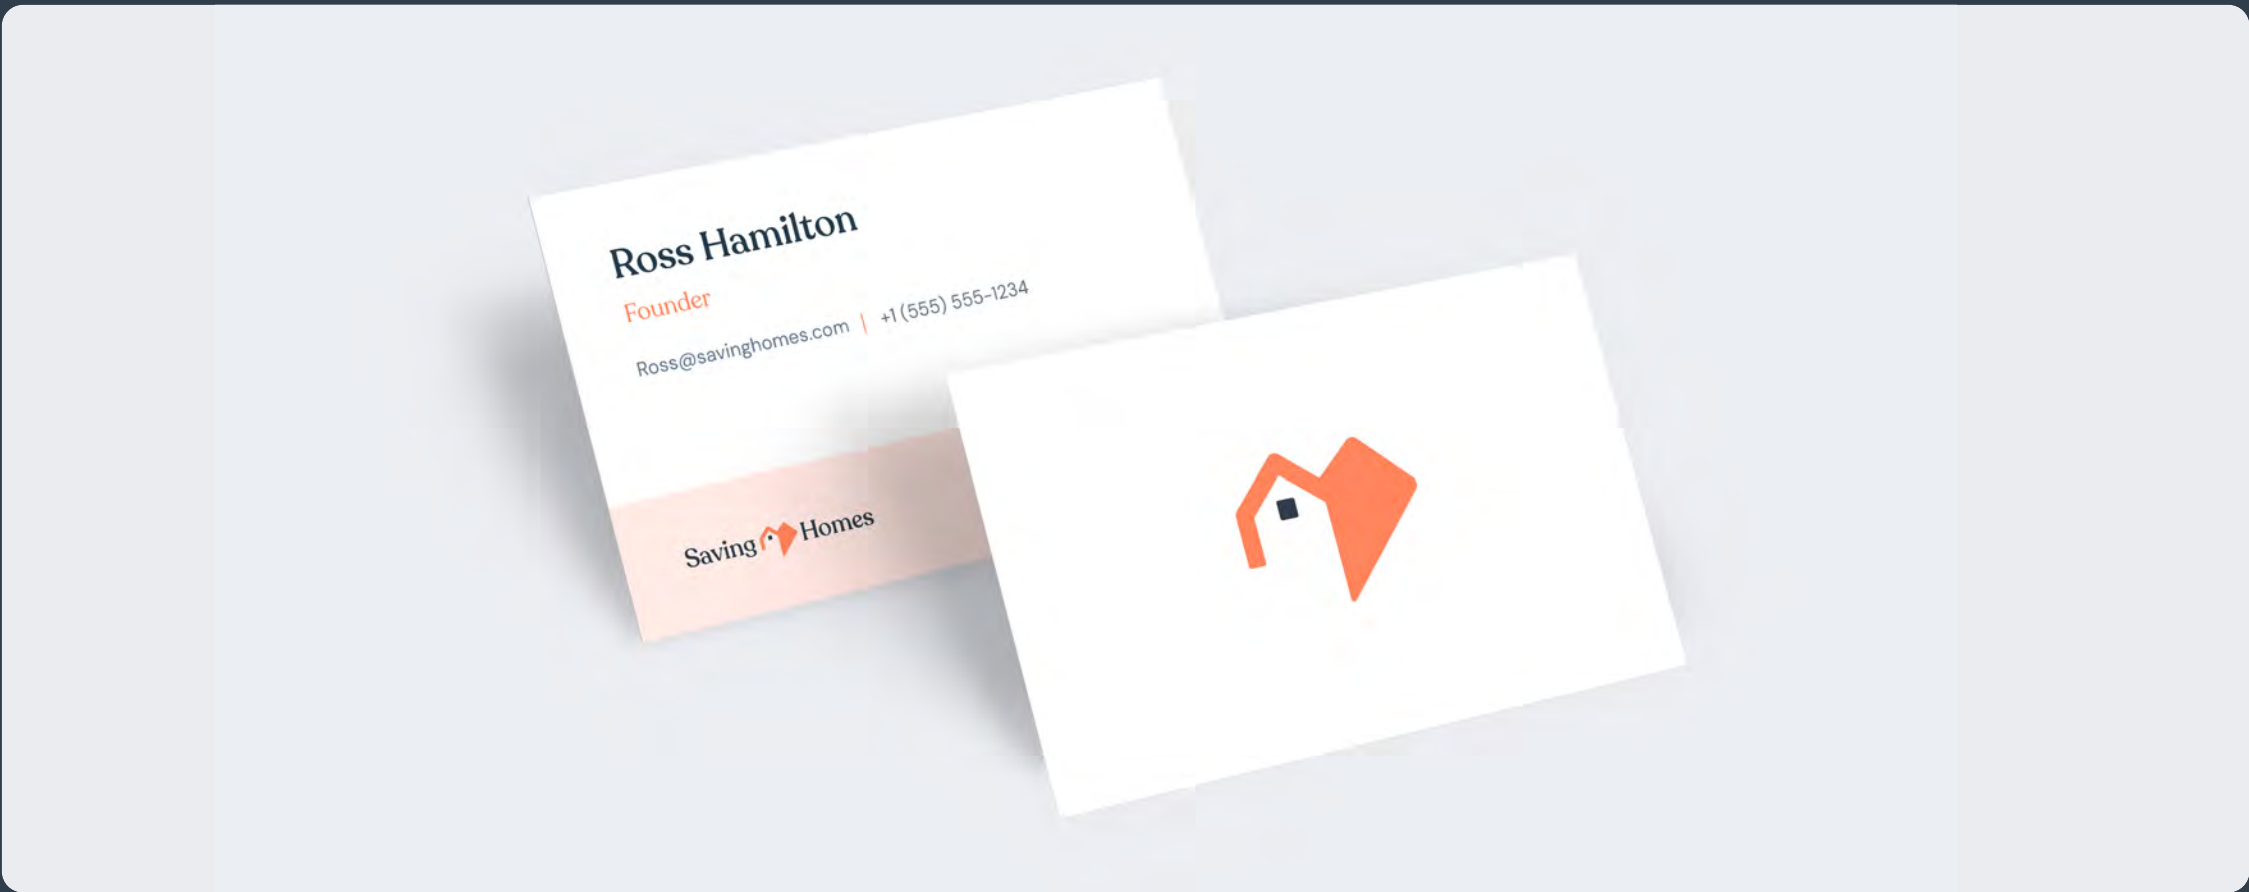 Ross Hamilton
Founder
Ross@savinghomes.com | +1 (555) 555-1234
Saving Homes